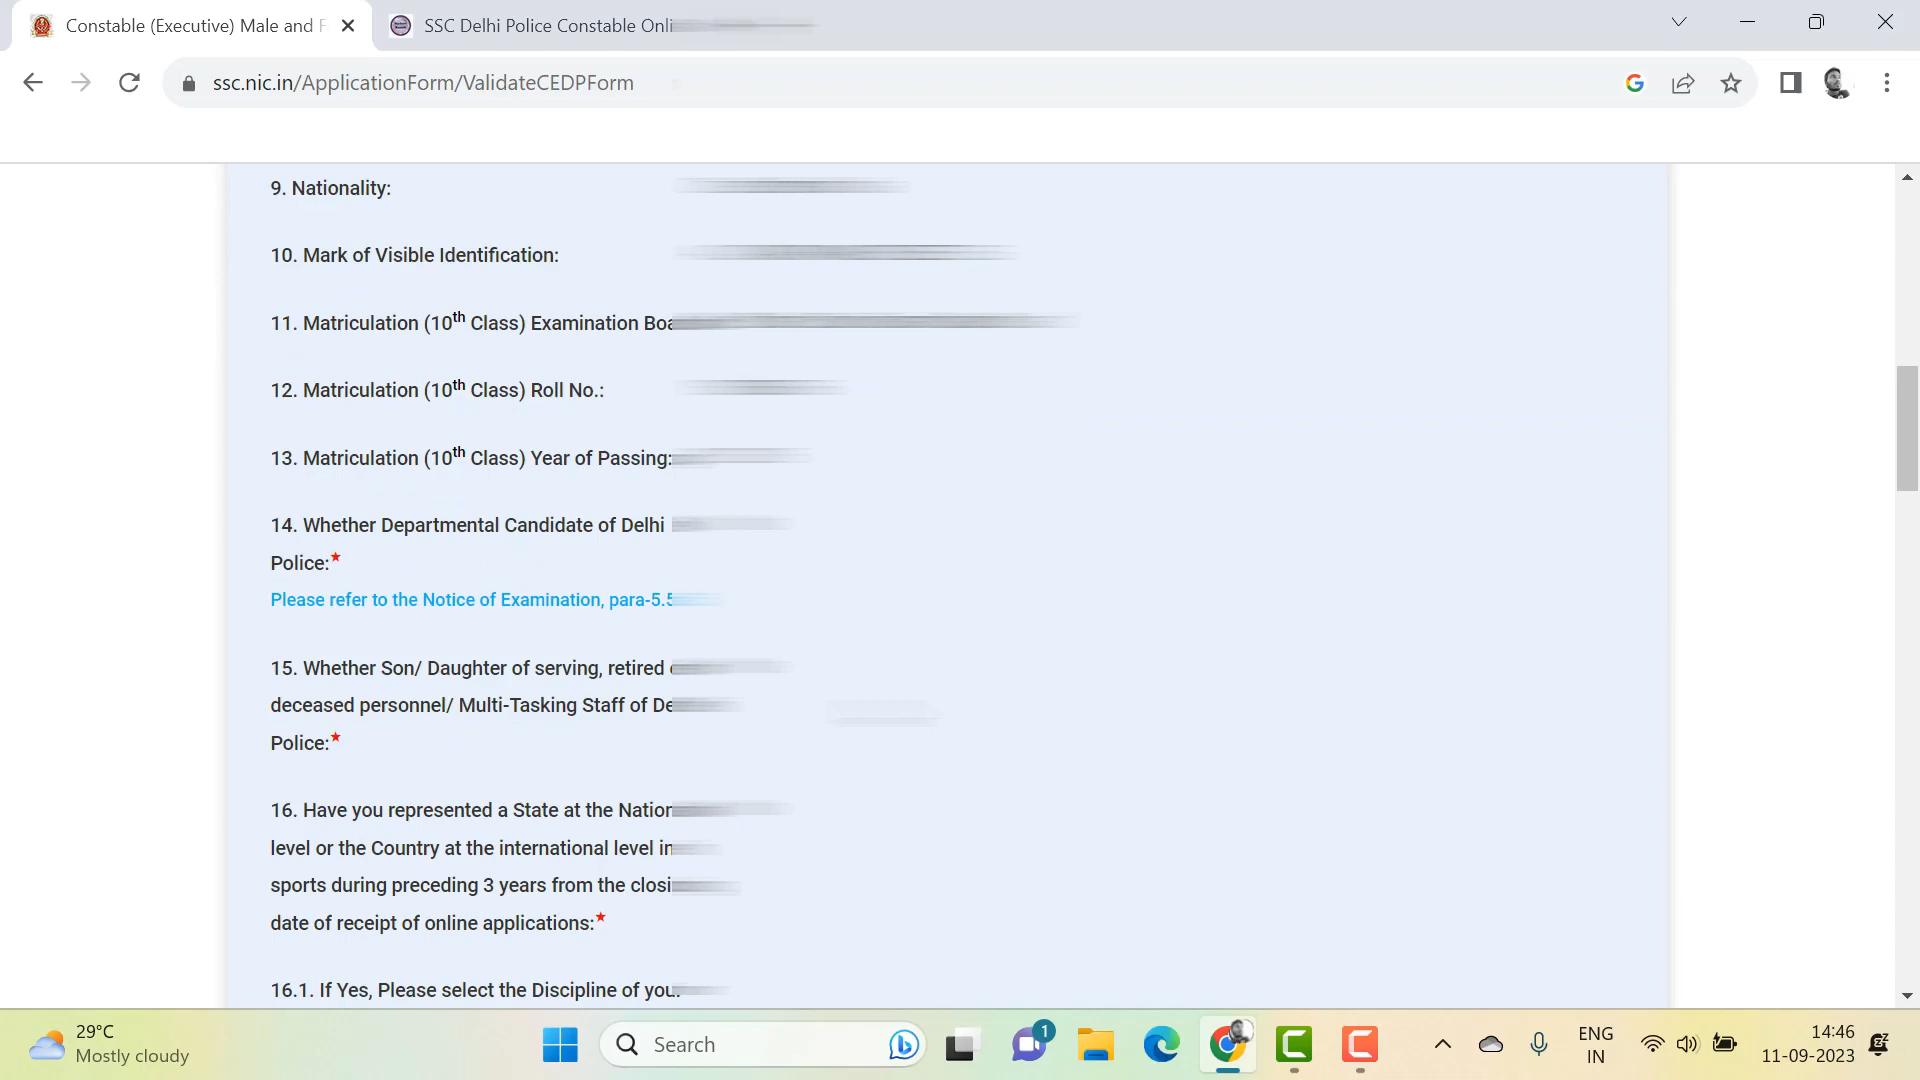 Constable (Executive) Male and F
SSC Delhi Police Constable Onli
ssc.nic.in/ApplicationForm/ValidateCEDPForm
9. Nationality:
10. Mark of Visible Identification:
11. Matriculation (10th Class) Examination Boa
12. Matriculation (10th Class) Roll No.:
13. Matriculation (10th Class) Year of Passing:
14. Whether Departmental Candidate of Delhi
Police:*
Please refer to the Notice of Examination, para-5.5
15. Whether Son/ Daughter of serving, retired
deceased personnel/ Multi-Tasking Staff of De
Police:*
16. Have you represented a State at the Nation
level or the Country at the international level in
sports during preceding 3 years from the closi
date of receipt of online applications:*
16.1. If Yes, Please select the Discipline of you
29°C
Mostly cloudy
Search
1
ENG
IN
14:46
11-09-2023